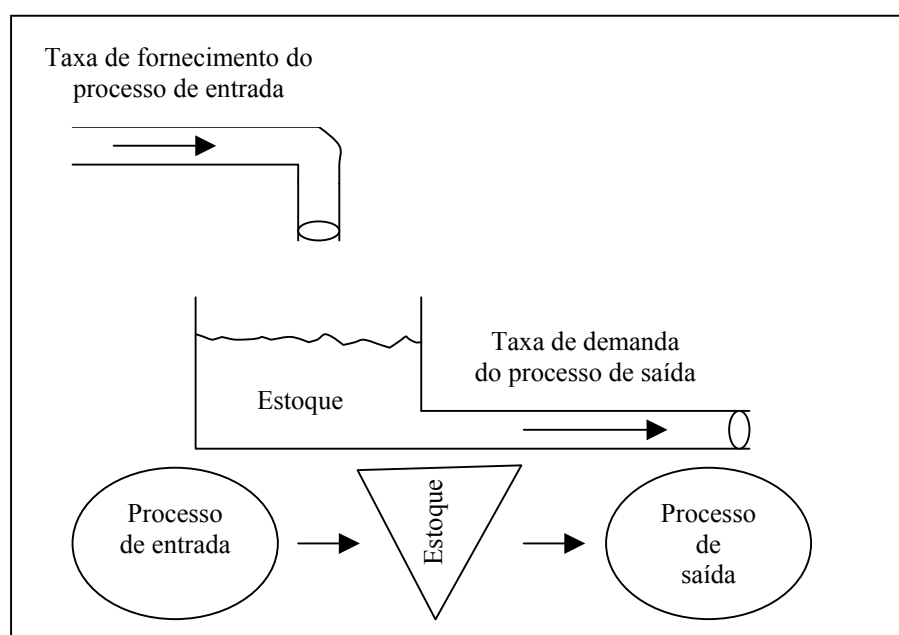 Taxa de fornecimento do
processo de entrada
Taxa de demanda
do processo de saída
Estoque
Processo
de entrada
Estoque
Processo
de
saída